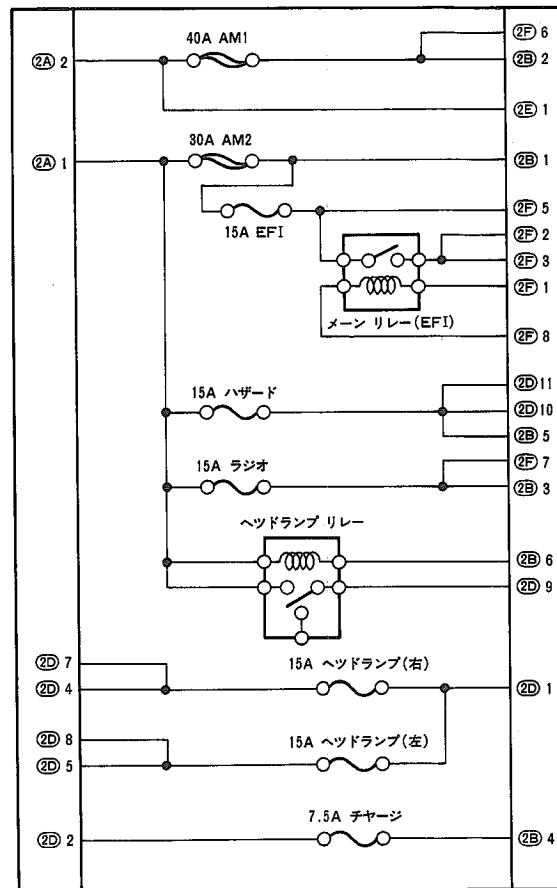 40A AM1
2F 6
2A 2
2B 2
2E 1
30A AM2
2A 1
2B 1
2F 5
15A EFI
2F 2
2F 3
2F 1
メーン リレー(EFI)
2F 8
15A ハザード
2D 11
2D 10
2B 5
15A ラジオ
2F 7
2B 3
ヘツドランプ リレー
2B 6
2D 9
2D 7
15A ヘツドランプ(右)
2D 4
2D 1
2D 8
15A ヘツドランプ(左)
2D 5
7.5A チヤージ
2D 2
2B 4